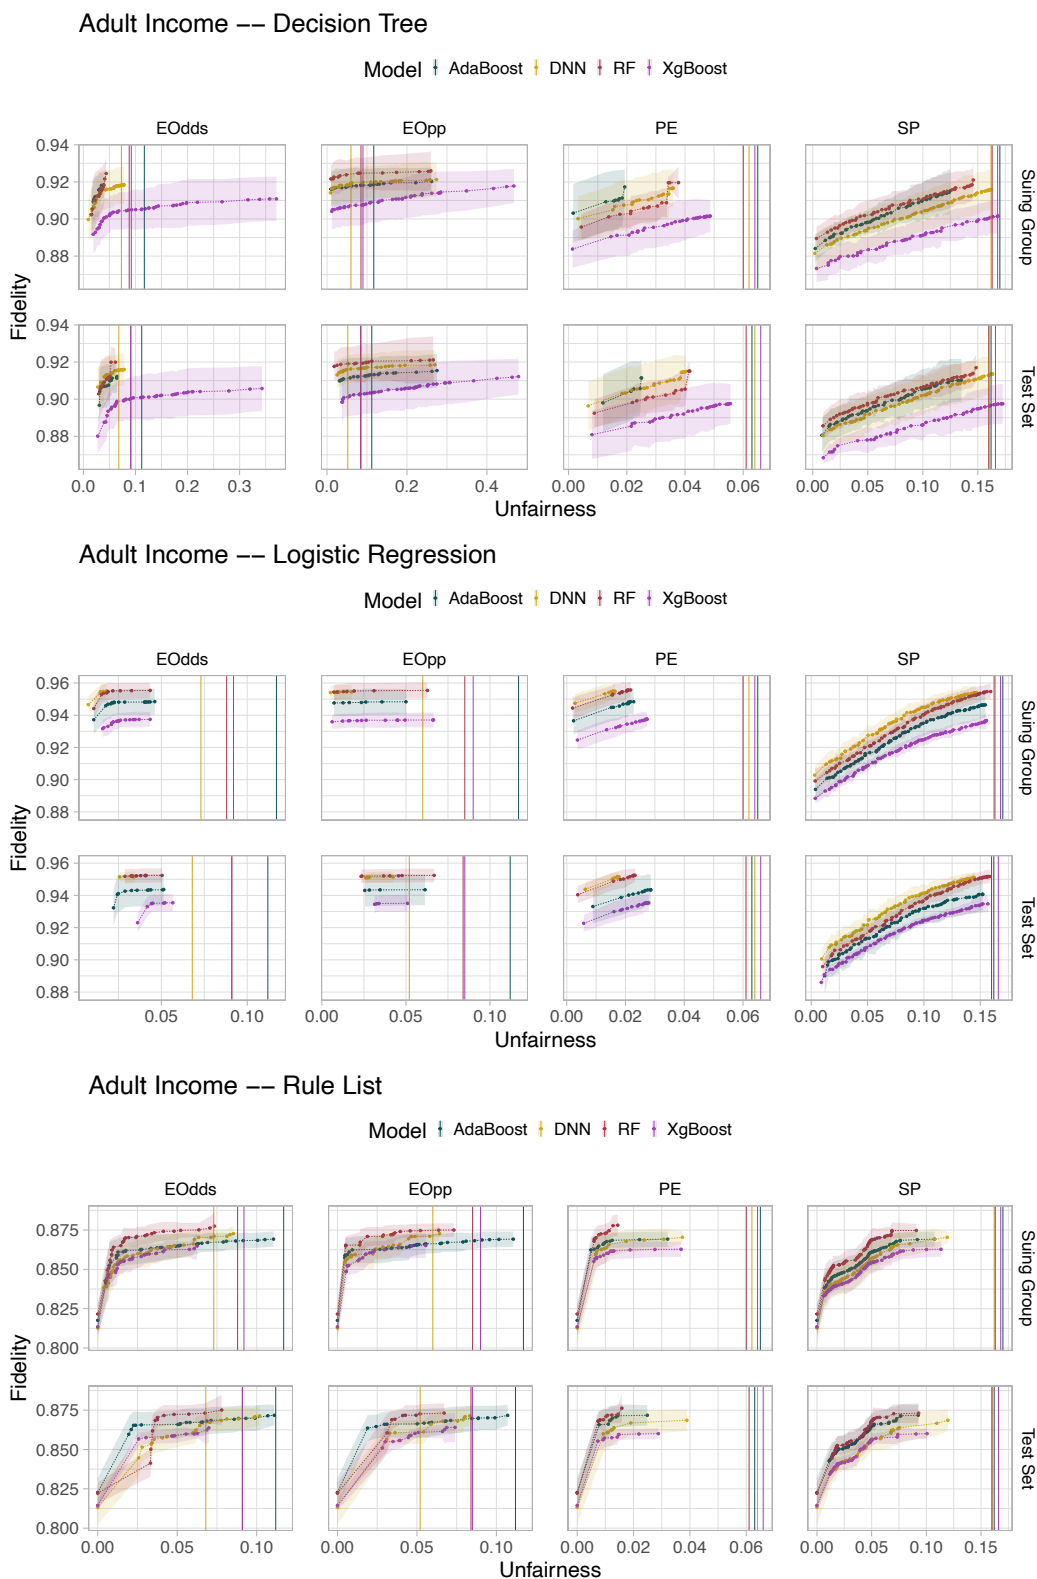 Adult Income –– Decision Tree
Model AdaBoost DNN RF XgBoost
EOdds EOpp PE SP
0.94
0.92
0.90
0.88
Suing Group
Fidelity
0.94
0.92
0.90
0.88
Test Set
0.0 0.1 0.2 0.3 0.0 0.2 0.4 0.00 0.02 0.04 0.06 0.00 0.05 0.10 0.15
Unfairness
Adult Income –– Logistic Regression
Model AdaBoost DNN RF XgBoost
EOdds EOpp PE SP
0.96
0.94
0.92
0.90
0.88
Suing Group
Fidelity
0.96
0.94
0.92
0.90
0.88
Test Set
0.05 0.10 0.00 0.05 0.10 0.00 0.02 0.04 0.06 0.00 0.05 0.10 0.15
Unfairness
Adult Income –– Rule List
Model AdaBoost DNN RF XgBoost
EOdds EOpp PE SP
0.875
0.850
0.825
0.800
Suing Group
Fidelity
0.875
0.850
0.825
0.800
Test Set
0.00 0.05 0.10 0.00 0.05 0.10 0.00 0.02 0.04 0.06 0.00 0.05 0.10 0.15
Unfairness